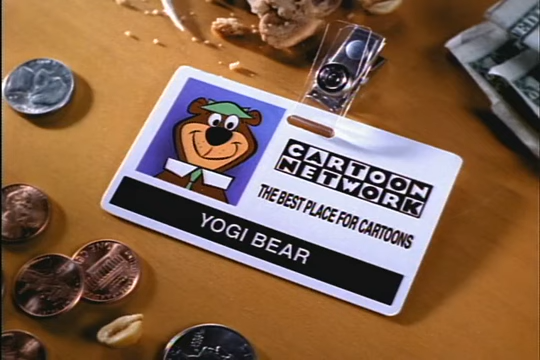 CARTOON
NETWORK
THE BEST PLACE FOR CARTOONS
YOGI BEAR